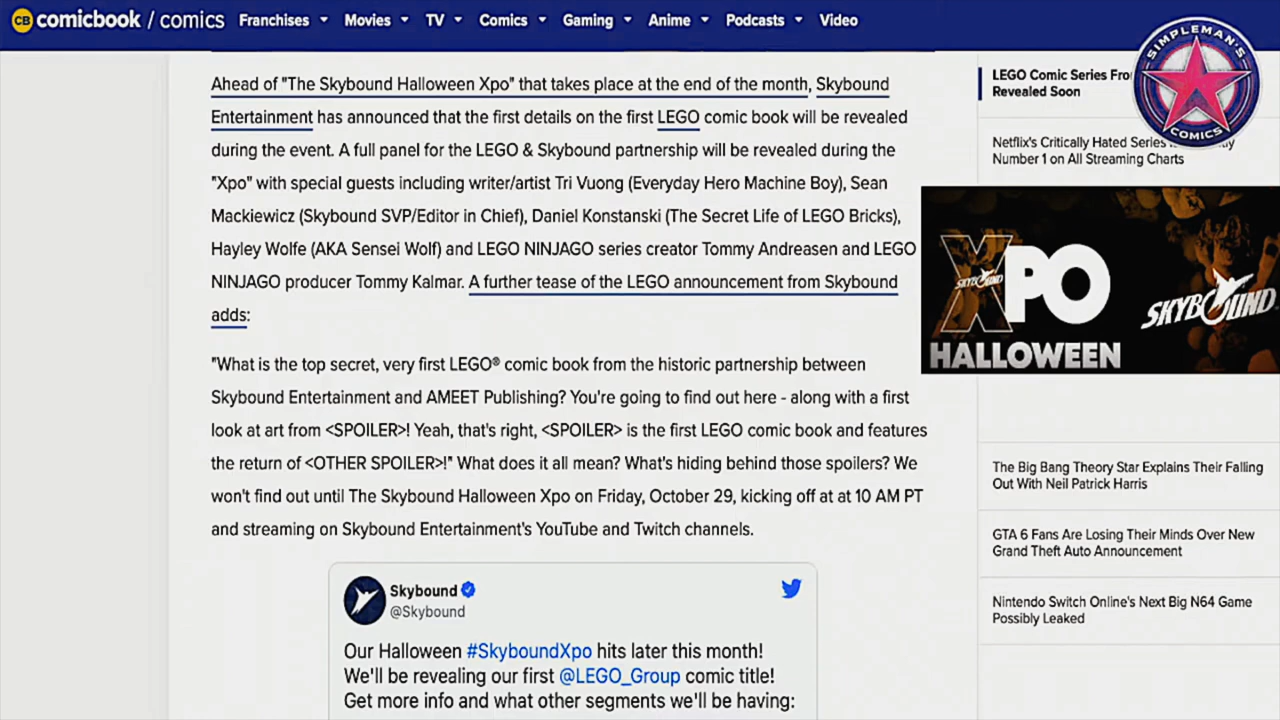 CB comicbook / comics Franchises Movies TV Comics Gaming Anime Podcasts Video
Ahead of "The Skybound Halloween Xpo" that takes place at the end of the month, Skybound
Entertainment has announced that the first details on the first LEGO comic book will be revealed
during the event. A full panel for the LEGO & Skybound partnership will be revealed during the
"Xpo" with special guests including writer/artist Tri Vuong (Everyday Hero Machine Boy), Sean
Mackiewicz (Skybound SVP/Editor in Chief), Daniel Konstanski (The Secret Life of LEGO Bricks),
Hayley Wolfe (AKA Sensei Wolf) and LEGO NINJAGO series creator Tommy Andreasen and LEGO
NINJAGO producer Tommy Kalmar. A further tease of the LEGO announcement from Skybound
adds:
"What is the top secret, very first LEGO® comic book from the historic partnership between
Skybound Entertainment and AMEET Publishing? You're going to find out here - along with a first
look at art from <SPOILER>! Yeah, that's right, <SPOILER> is the first LEGO comic book and features
the return of <OTHER SPOILER>!" What does it all mean? What's hiding behind those spoilers? We
won't find out until The Skybound Halloween Xpo on Friday, October 29, kicking off at at 10 AM PT
and streaming on Skybound Entertainment's YouTube and Twitch channels.
Skybound
@Skybound
Our Halloween #SkyboundXpo hits later this month!
We'll be revealing our first @LEGO_Group comic title!
Get more info and what other segments we'll be having:
SIMPLEMAN'S
COMICS
LEGO Comic Series
Revealed Soon
Netflix's Critically Hated Series
Number 1 on All Streaming Charts
XPO
SKYBOUND
SKYBOUND
HALLOWEEN
The Big Bang Theory Star Explains Their Falling
Out With Neil Patrick Harris
GTA 6 Fans Are Losing Their Minds Over New
Grand Theft Auto Announcement
Nintendo Switch Online's Next Big N64 Game
Possibly Leaked